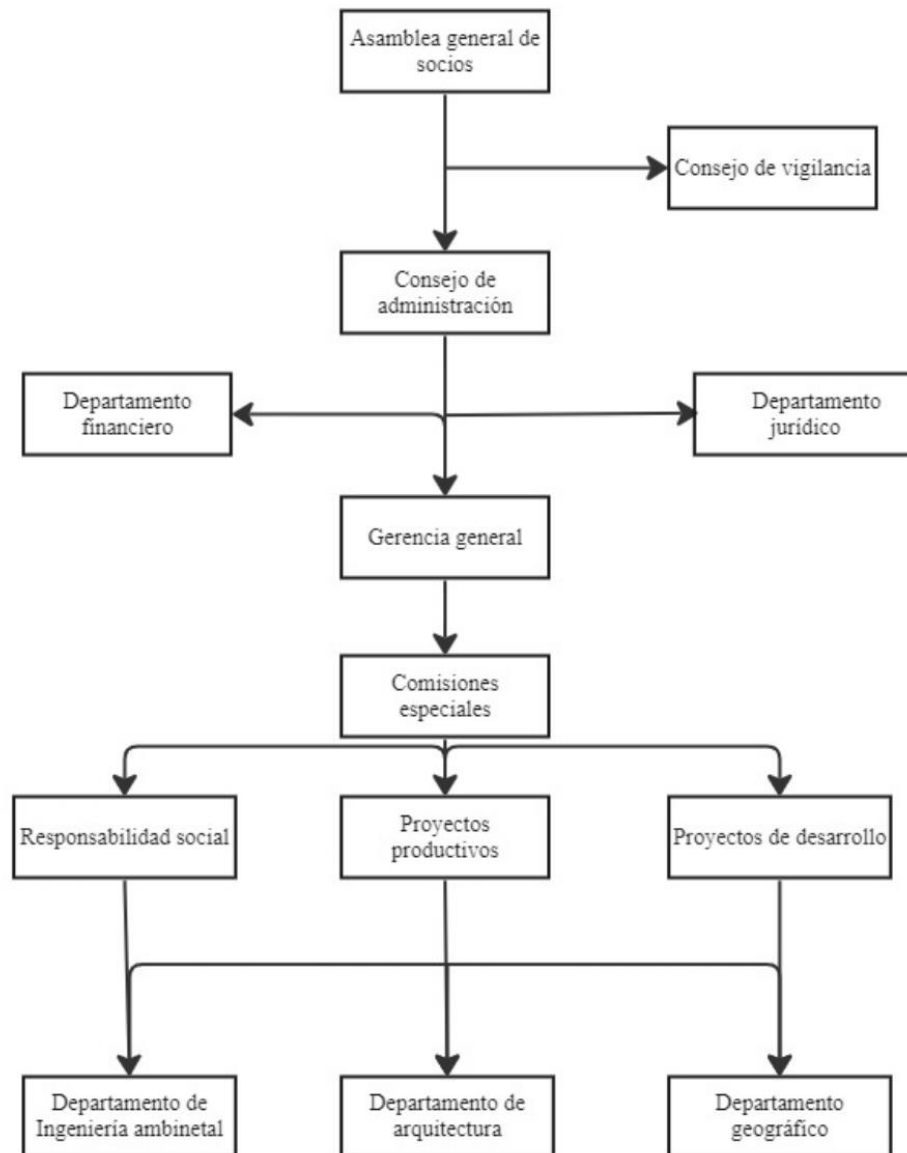 Asamblea general de
socios
Consejo de vigilancia
Consejo de
administración
Departamento
financiero
Departamento
jurídico
Gerencia general
Comisiones
especiales
Responsabilidad social
Proyectos
productivos
Proyectos de desarrollo
Departamento de
Ingeniería ambinetal
Departamento de
arquitectura
Departamento
geográfico